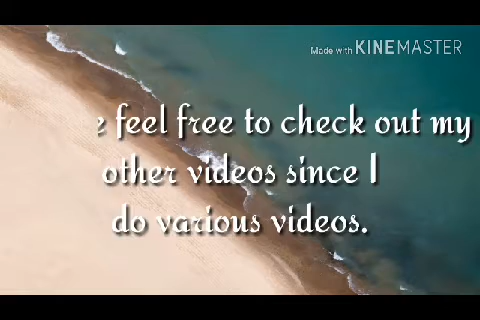 Made with KINEMASTER
e feel free to check out my
other videos since I
do various videos.